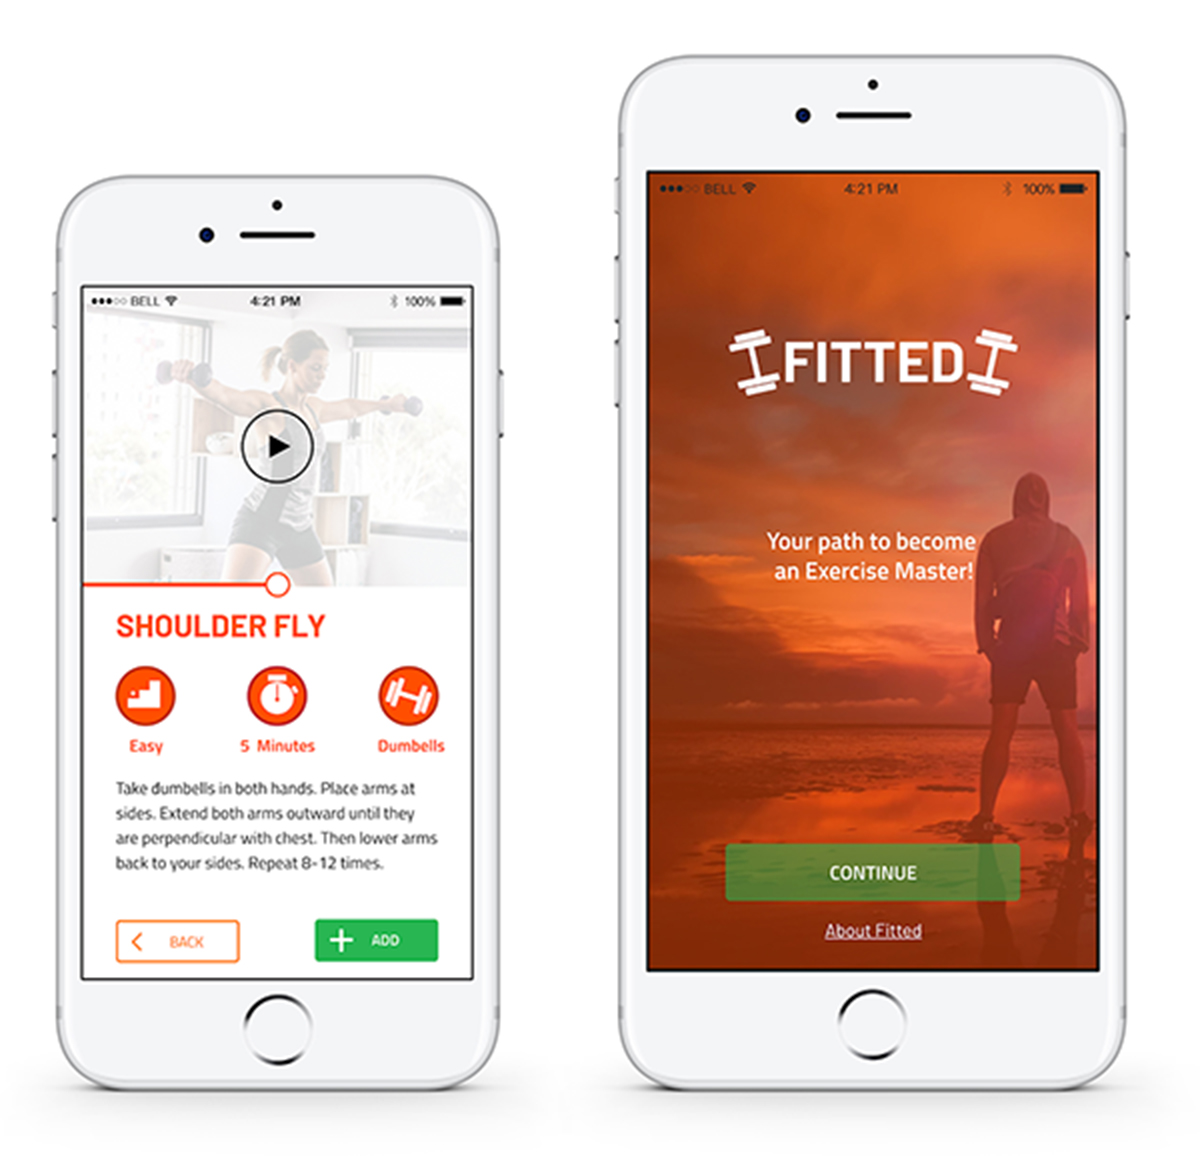 BELL
4:21 PM
100%
SHOULDER FLY
Easy
5 Minutes
Dumbells
Take dumbells in both hands. Place arms at
sides. Extend both arms outward until they
are perpendicular with chest. Then lower arms
back to your sides. Repeat 8-12 times.
BACK
ADD
BELL
4:21 PM
100%
FITTED
Your path to become
an Exercise Master!
CONTINUE
About Fitted